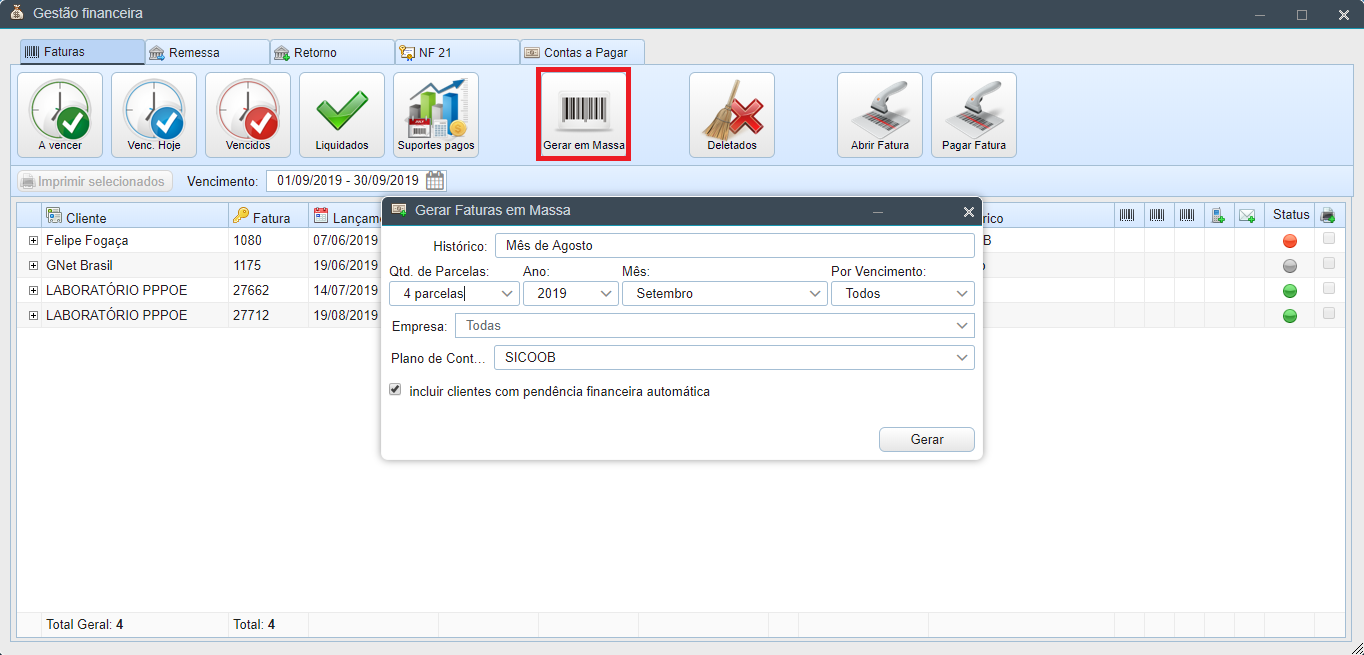 Gestão financeira
Faturas
Remessa
Retorno
NF 21
Contas a Pagar
A vencer
Venc. Hoje
Vencidos
Liquidados
Suportes pagos
Gerar em Massa
Deletados
Abrir Fatura
Pagar Fatura
Imprimir selecionados
Vencimento:
01/09/2019 - 30/09/2019
Cliente
Fatura
Lançam
rico
Status
Felipe Fogaça 1080 07/06/2019 B
GNet Brasil 1175 19/06/2019
LABORATÓRIO PPPOE 27662 14/07/2019
LABORATÓRIO PPPOE 27712 19/08/2019
Gerar Faturas em Massa
Histórico: Mês de Agosto
Qtd. de Parcelas: Ano: Mês: Por Vencimento:
4 parcelas 2019 Setembro Todos
Empresa: Todas
Plano de Cont... SICOOB
incluir clientes com pendência financeira automática
Gerar
Total Geral: 4 Total: 4